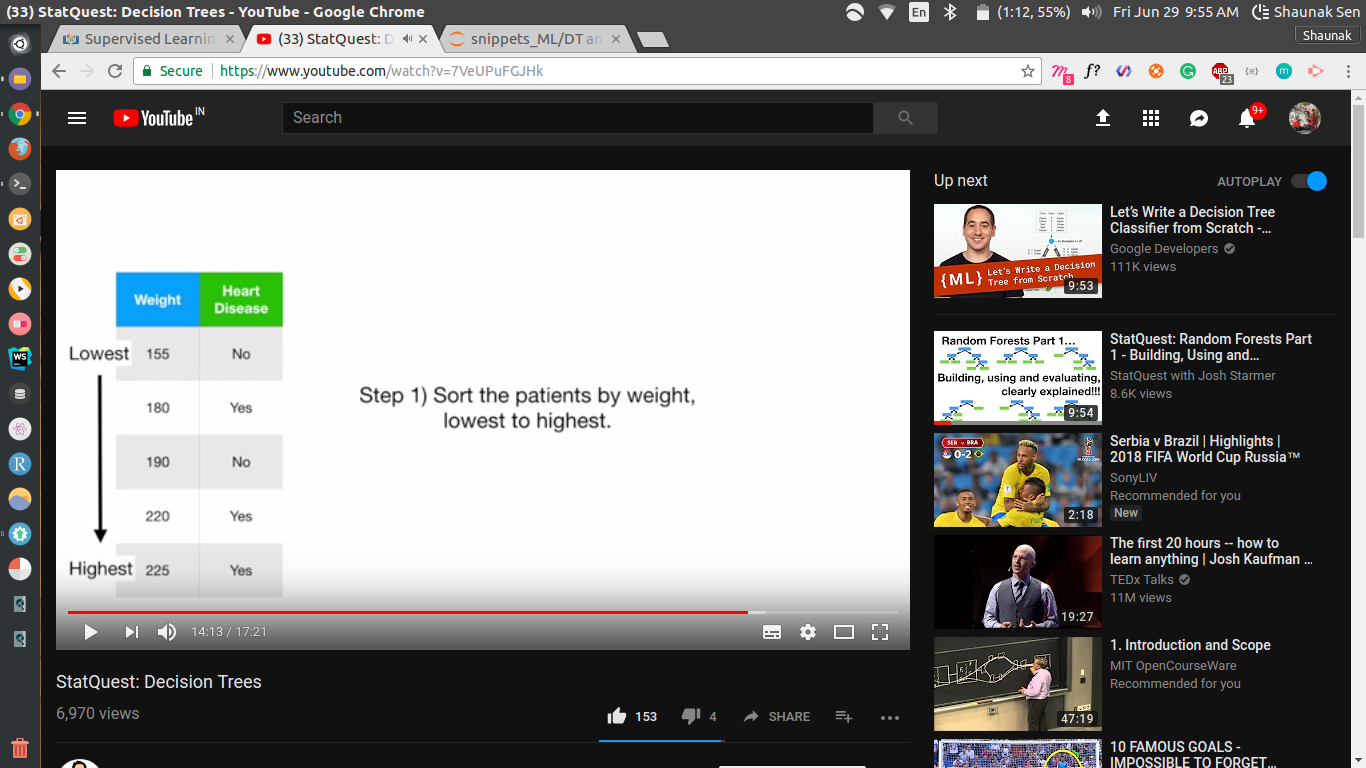 (33) StatQuest: Decision Trees - YouTube - Google Chrome
En
(1:12, 55%)
Fri Jun 29 9:55 AM
Shaunak Sen
Supervised Learnin
(33) StatQuest: D
snippets_ML/DT an
Shaunak
Secure
https://www.youtube.com/watch?v=7VeUPuFGJHk
8
f?
ABP
23
YouTube IN
Search
9+
Weight
Heart
Disease
Lowest 155 No
180 Yes
190 No
220 Yes
Highest 225 Yes
Step 1) Sort the patients by weight,
lowest to highest.
14:13 / 17:21
StatQuest: Decision Trees
6,970 views
153
4
SHARE
Up next
AUTOPLAY
{ML} Let's Write a Decision
Tree from Scratch
9:53
Let's Write a Decision Tree
Classifier from Scratch -...
Google Developers
111K views
Random Forests Part 1...
Building, using and evaluating,
clearly explained!!!
9:54
StatQuest: Random Forests Part
1 - Building, Using and...
StatQuest with Josh Starmer
8.6K views
SER v BRA
0-2
2:18
Serbia v Brazil | Highlights |
2018 FIFA World Cup Russia™
SonyLIV
Recommended for you
New
19:27
The first 20 hours -- how to
learn anything | Josh Kaufman ...
TEDx Talks
11M views
47:19
1. Introduction and Scope
MIT OpenCourseWare
Recommended for you
10 FAMOUS GOALS -
IMPOSSIBLE TO FORGET...
WS
R